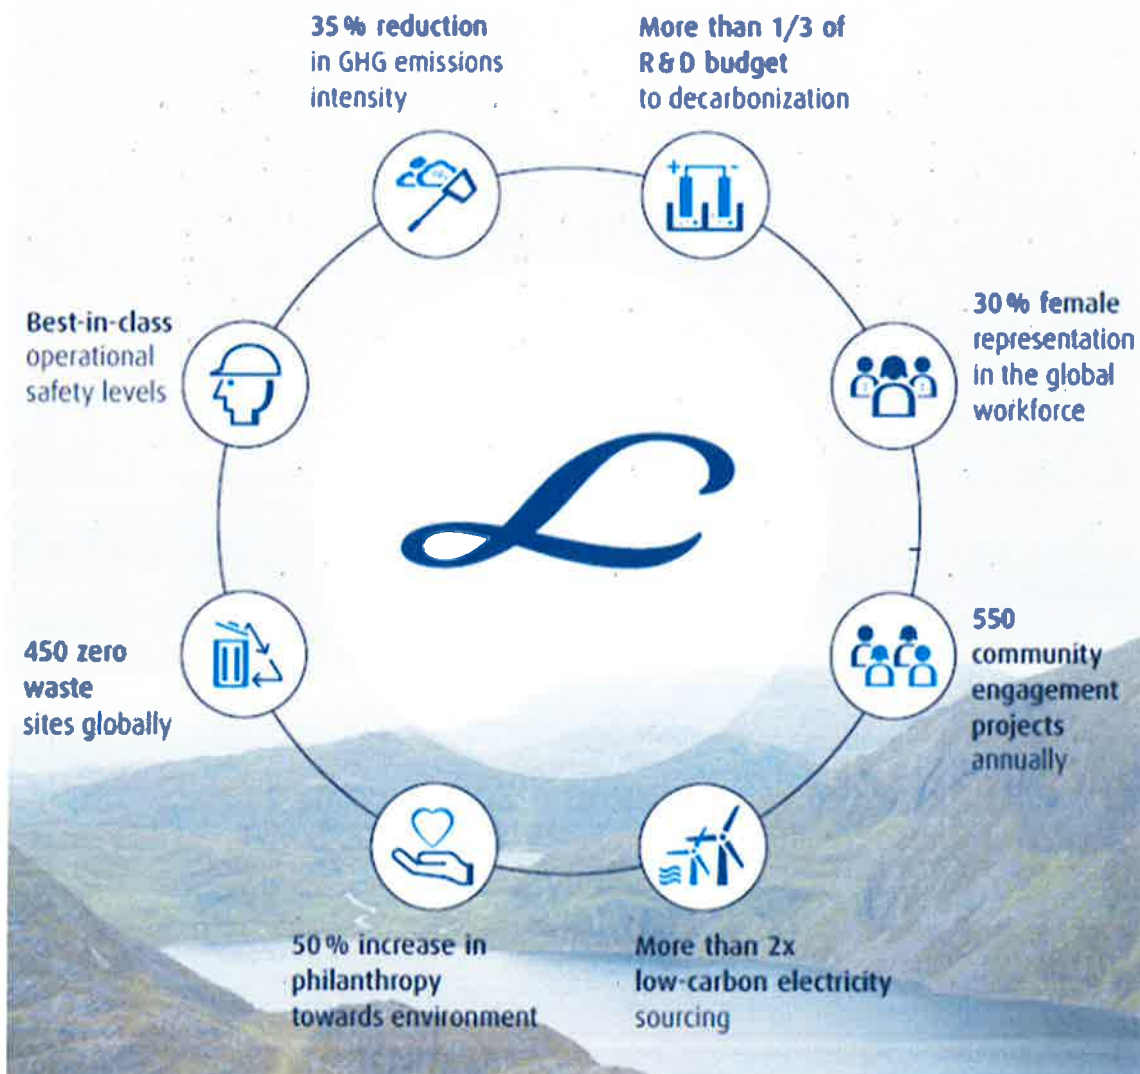 35% reduction
in GHG emissions
intensity
More than 1/3 of
R&D budget
to decarbonization
30% female
representation
in the global
workforce
550
community
engagement
projects
annually
More than 2x
low-carbon electricity
sourcing
50% increase in
philanthropy
towards environment
450 zero
waste
sites globally
Best-in-class
operational
safety levels